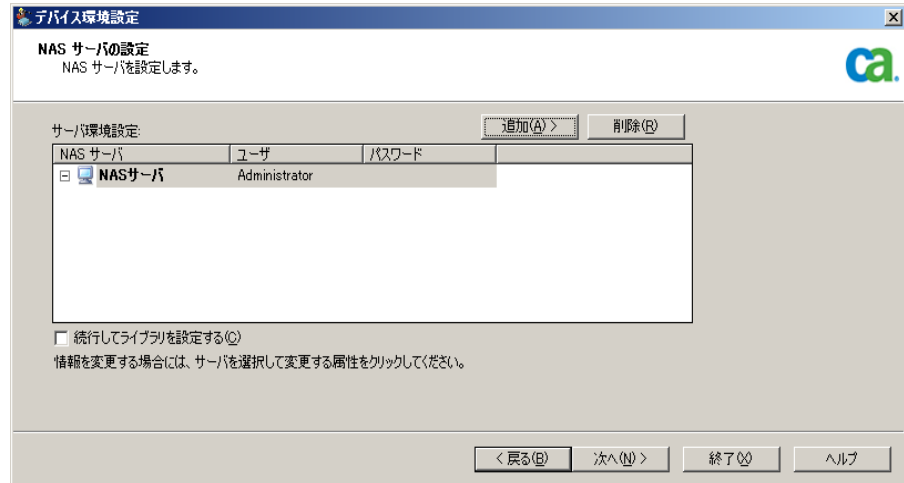 デバイス環境設定
NAS サーバの設定
NAS サーバを設定します。
ca.
サーバ環境設定:
追加(A) >
削除(R)
NAS サーバ ユーザ パスワード
NASサーバ Administrator
続行してライブラリを設定する(C)
情報を変更する場合には、サーバを選択して変更する属性をクリックしてください。
< 戻る(B) 次へ(N) > 終了(X) ヘルプ